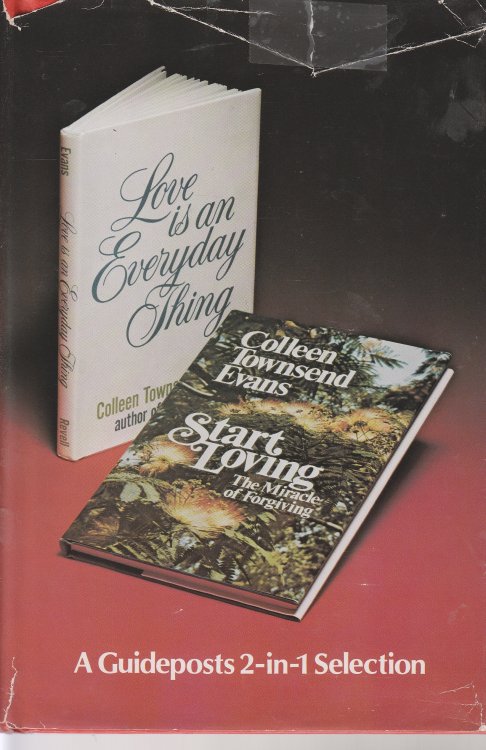 Evans
Love is an Everyday Thing
Revell
Love
is an
Everyday
Thing
Colleen
author
Colleen
Townsend
Evans
Start
Loving
The Miracle
of Forgiving
A Guideposts 2-in-1 Selection